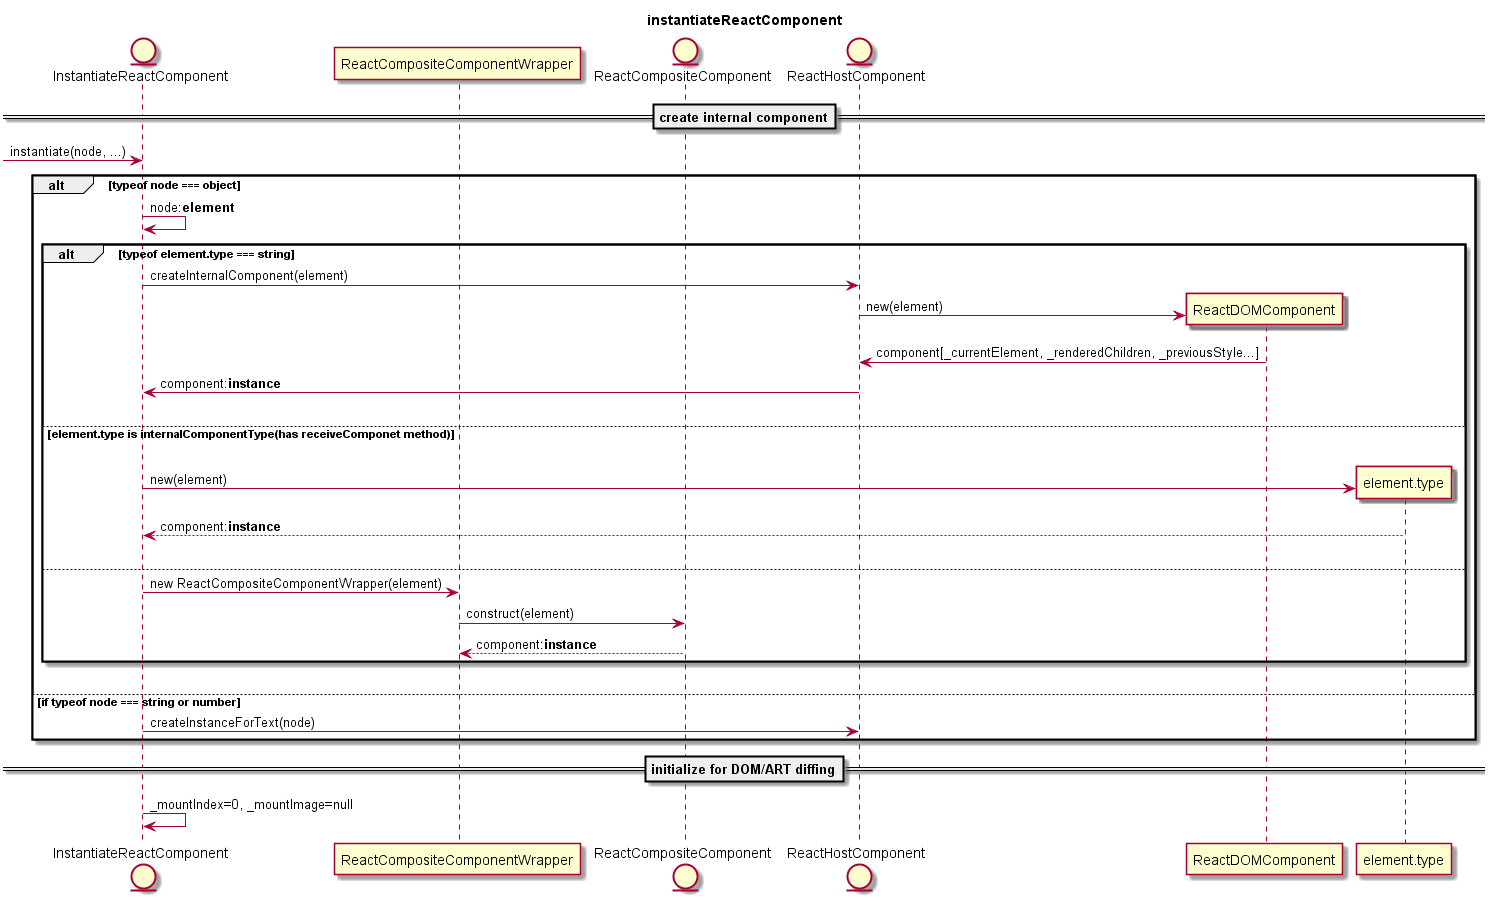 instantiateReactComponent
InstantiateReactComponent
ReactCompositeComponentWrapper
ReactCompositeComponent
ReactHostComponent
create internal component
instantiate(node, ...)
alt [typeof node === object]
node:element
alt [typeof element.type === string]
createInternalComponent(element)
new(element)
ReactDOMComponent
component[_currentElement, _renderedChildren, _previousStyle...]
component:instance
[element.type is internalComponentType(has receiveComponet method)]
new(element)
element.type
component:instance
new ReactCompositeComponentWrapper(element)
construct(element)
component:instance
[if typeof node === string or number]
createInstanceForText(node)
initialize for DOM/ART diffing
_mountIndex=0, _mountImage=null
InstantiateReactComponent
ReactCompositeComponentWrapper
ReactCompositeComponent
ReactHostComponent
ReactDOMComponent
element.type